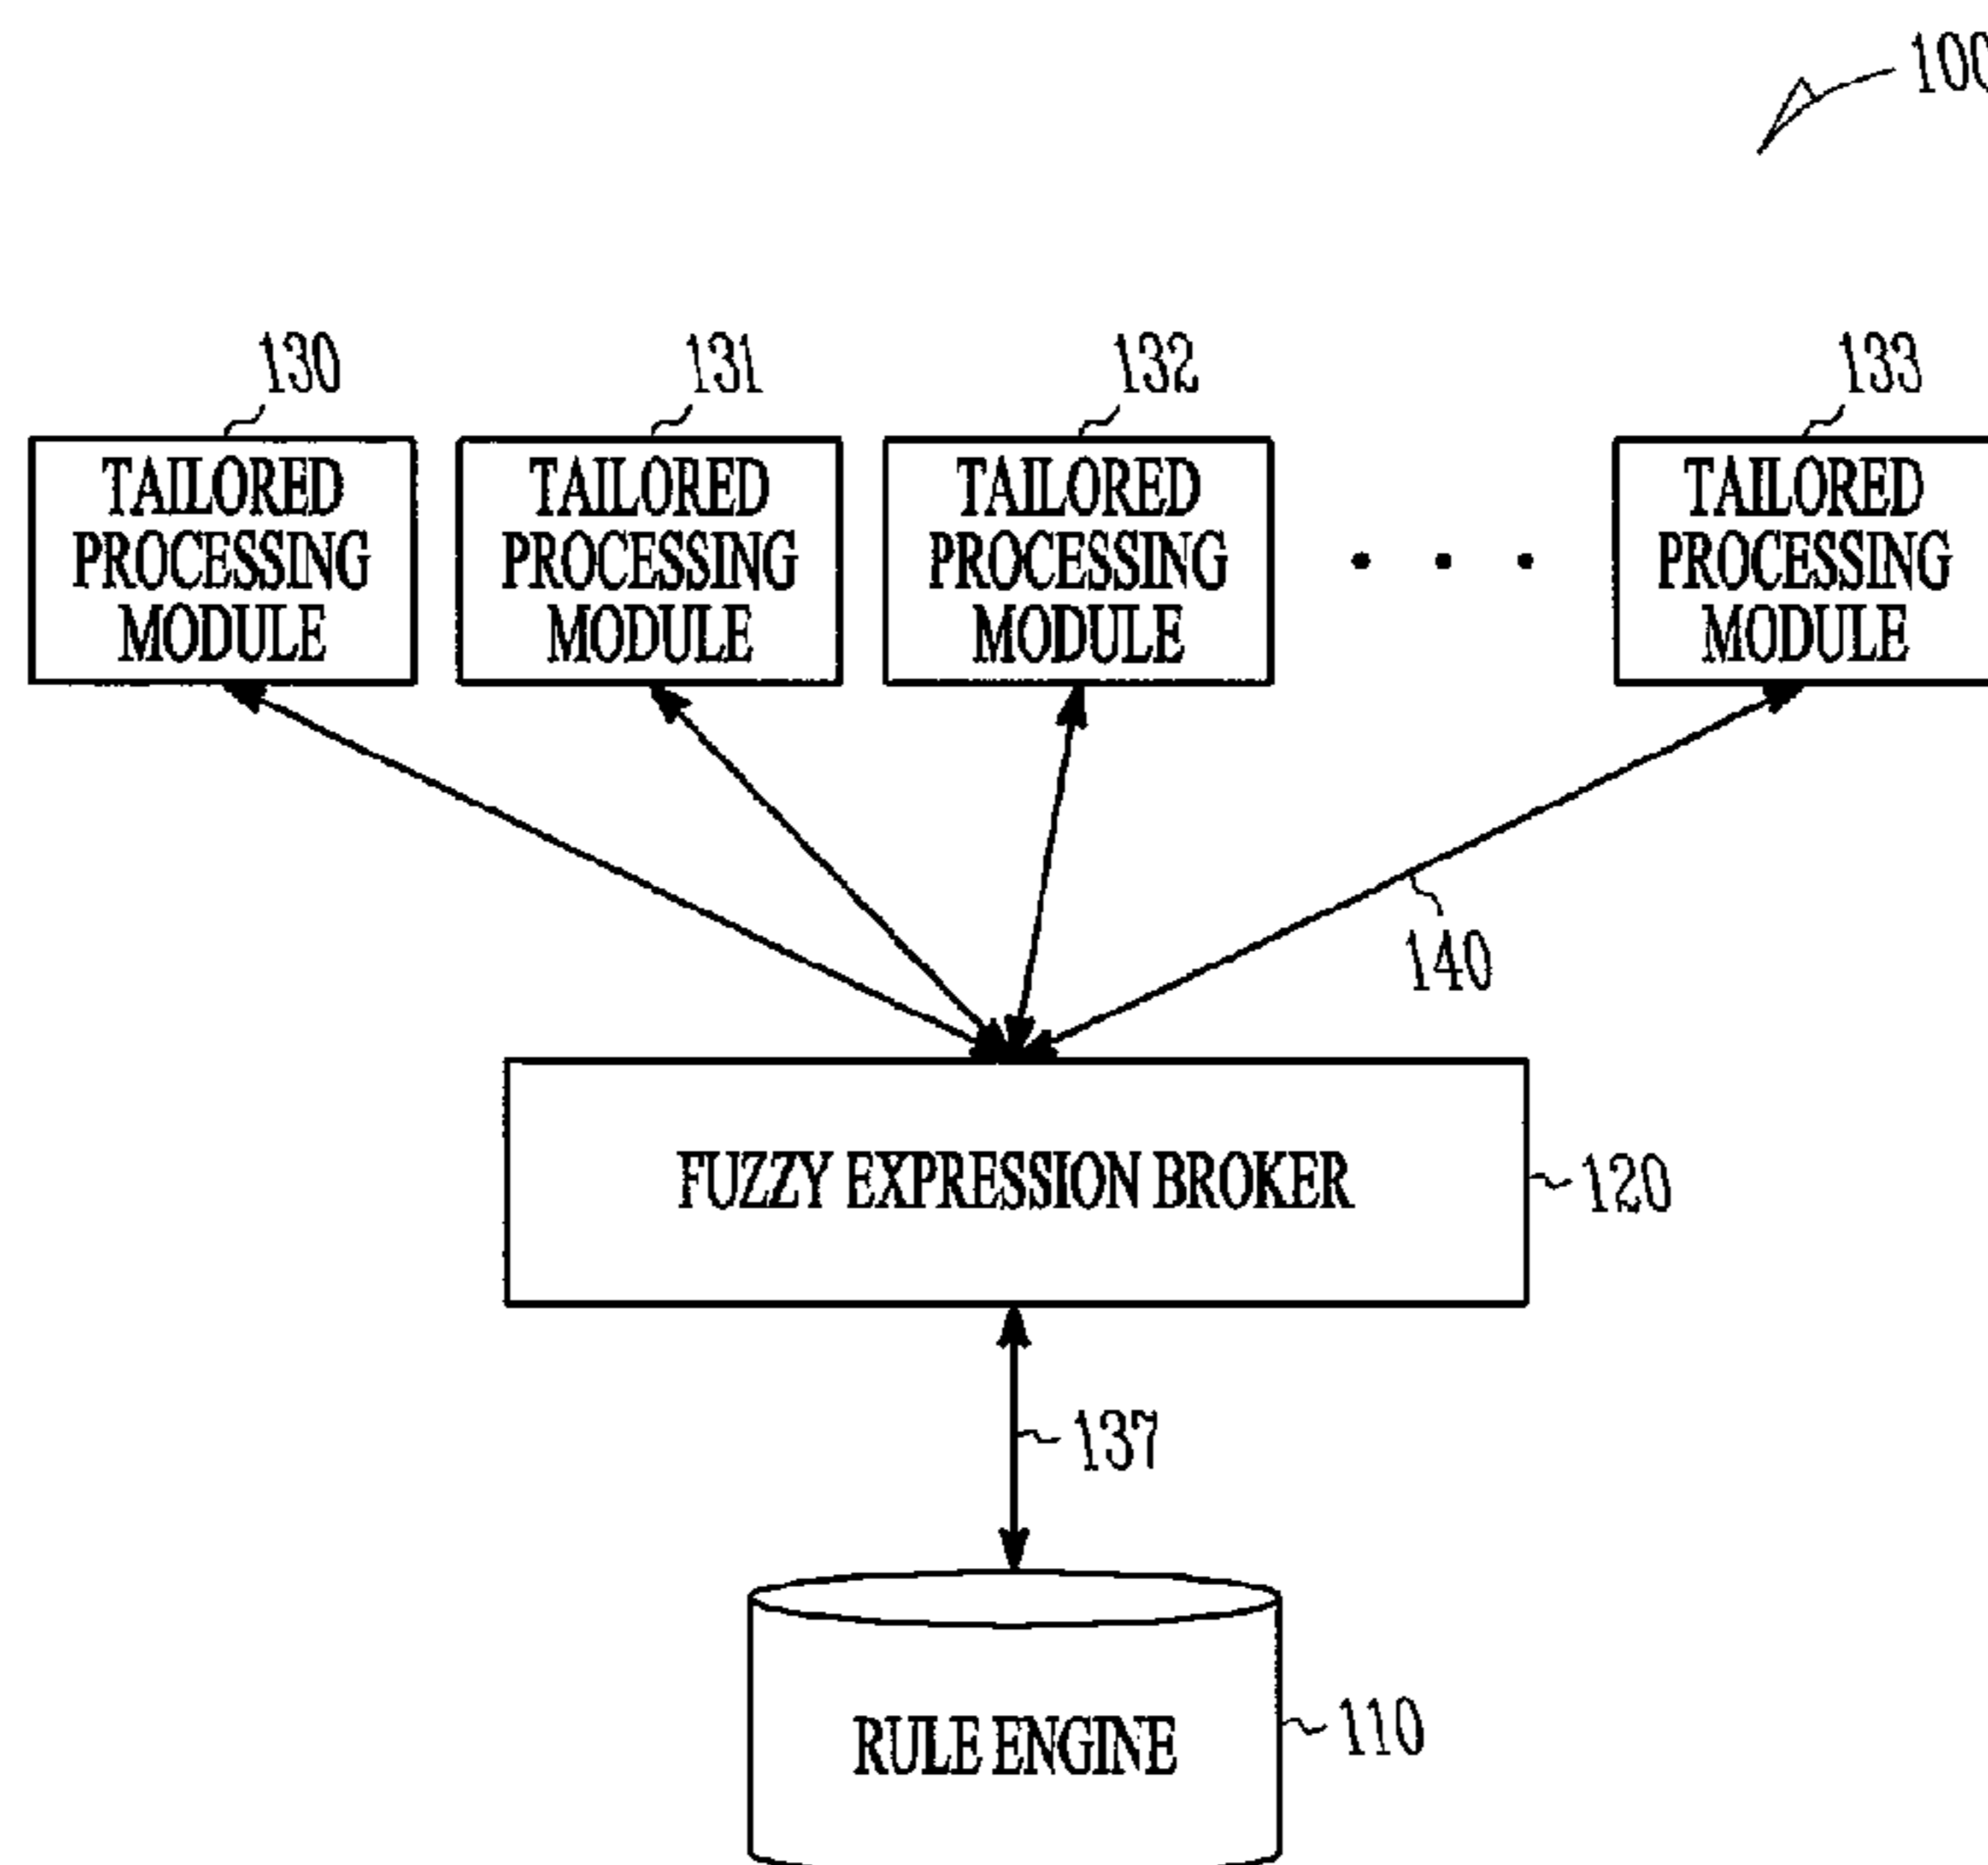 100
130
131
132
133
TAILORED
PROCESSING
MODULE
TAILORED
PROCESSING
MODULE
TAILORED
PROCESSING
MODULE
. . .
TAILORED
PROCESSING
MODULE
140
FUZZY EXPRESSION BROKER
120
137
RULE ENGINE
110